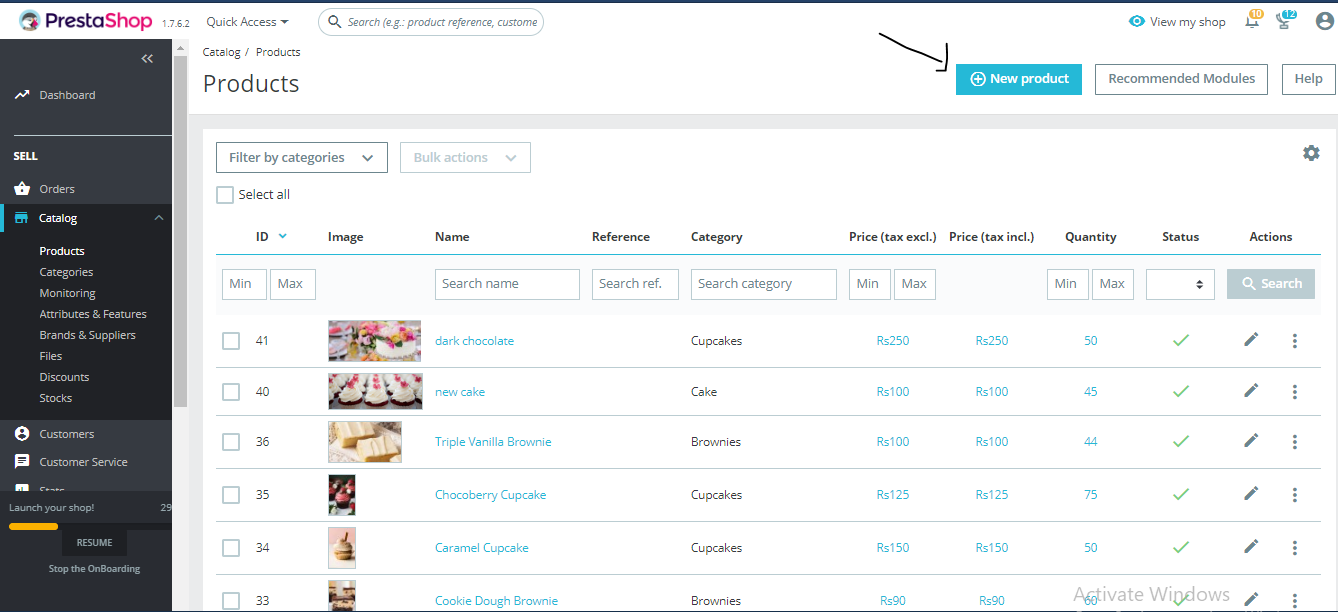 PrestaShop 1.7.6.2 Quick Access Search (e.g.: product reference, custome View my shop 10 12
Catalog / Products
Products
New product Recommended Modules Help
Dashboard
SELL
Orders
Catalog
Products
Categories
Monitoring
Attributes & Features
Brands & Suppliers
Files
Discounts
Stocks
Customers
Customer Service
Stats
Launch your shop! 29
RESUME
Stop the OnBoarding
Filter by categories Bulk actions
Select all
ID Image Name Reference Category Price (tax excl.) Price (tax incl.) Quantity Status Actions
Min Max Search name Search ref. Search category Min Max Min Max Search
41 dark chocolate Cupcakes Rs250 Rs250 50
40 new cake Cake Rs100 Rs100 45
36 Triple Vanilla Brownie Brownies Rs100 Rs100 44
35 Chocoberry Cupcake Cupcakes Rs125 Rs125 75
34 Caramel Cupcake Cupcakes Rs150 Rs150 50
33 Cookie Dough Brownie Brownies Rs90 Rs90 60
Activate Windows